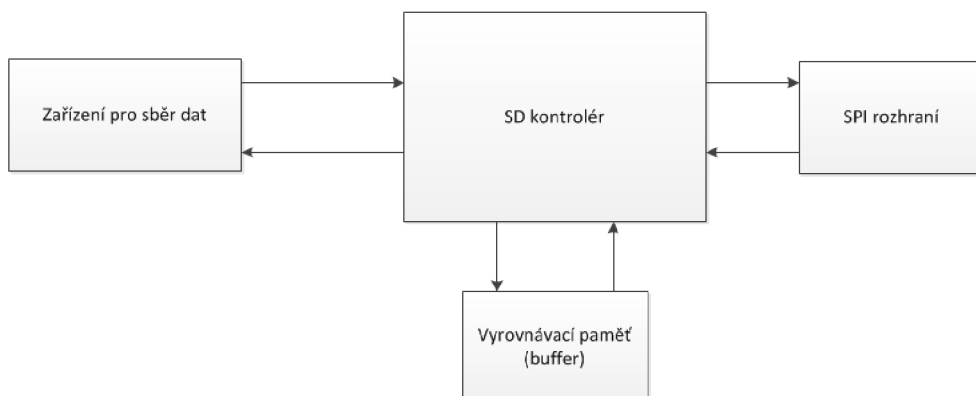 Zařízení pro sběr dat
SD kontrolér
SPI rozhraní
Vyrovnávací paměť
(buffer)